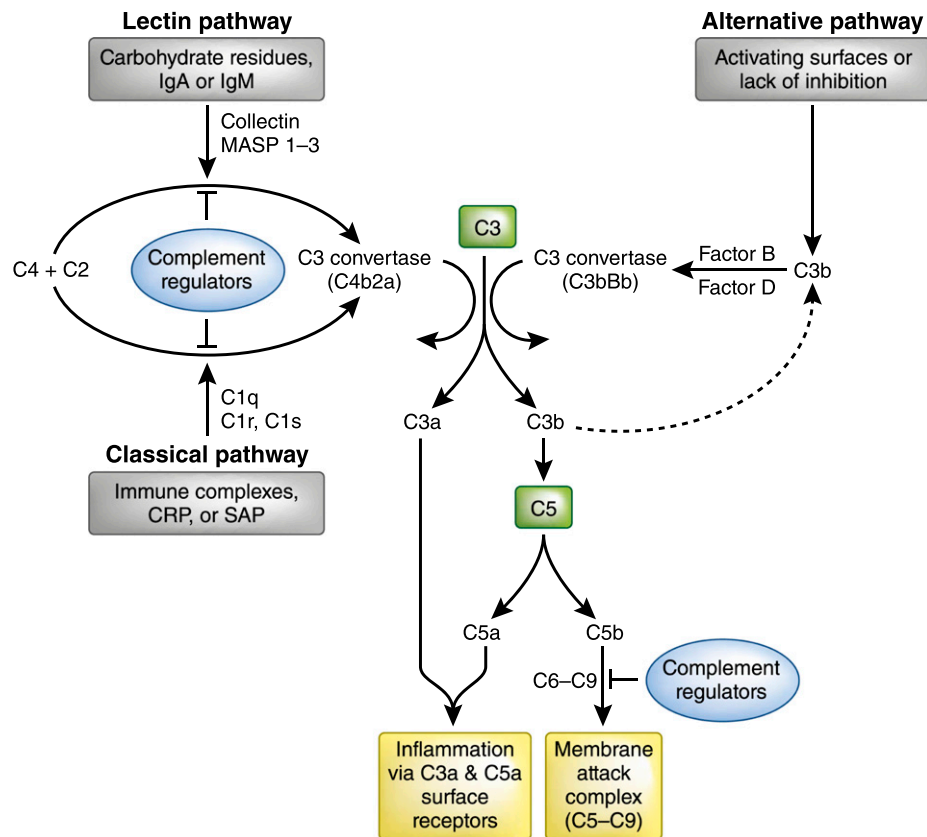 Lectin pathway
Carbohydrate residues,
IgA or IgM
Collectin
MASP 1–3
Alternative pathway
Activating surfaces or
lack of inhibition
C4 + C2
Complement
regulators
C3 convertase
(C4b2a)
C3
C3 convertase
(C3bBb)
Factor B
Factor D
C3b
C1q
C1r, C1s
Classical pathway
Immune complexes,
CRP, or SAP
C3a
C3b
C5
C5a
C5b
C6–C9
Complement
regulators
Inflammation
via C3a & C5a
surface
receptors
Membrane
attack
complex
(C5–C9)